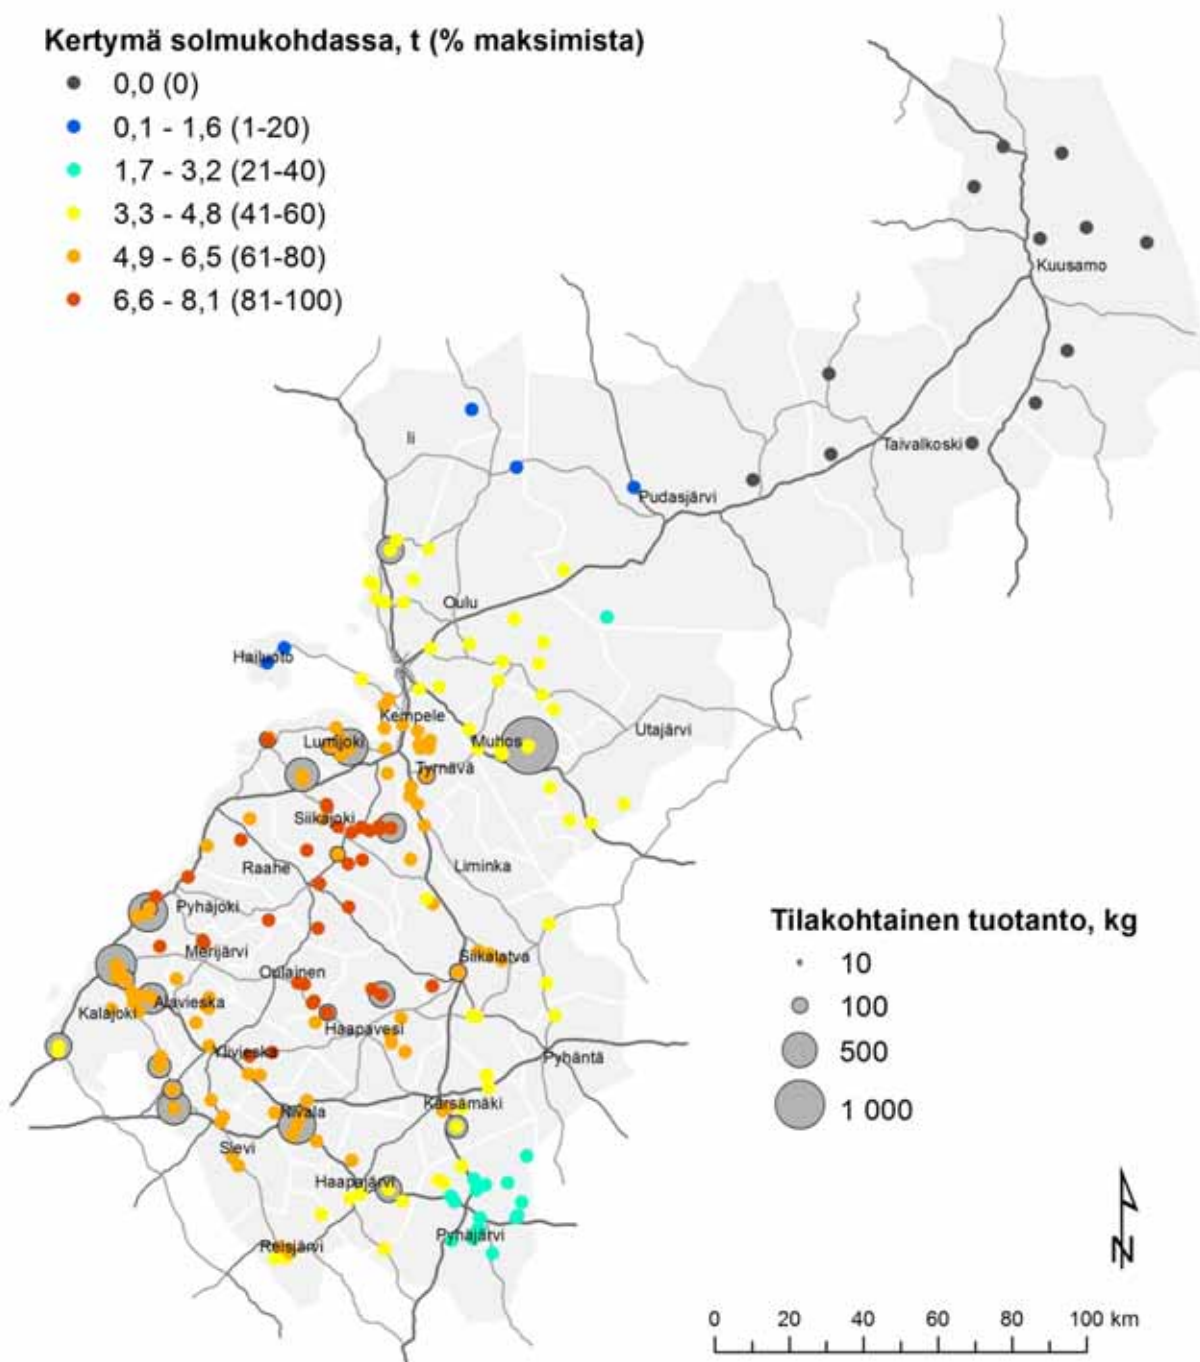 Kertymä solmukohdassa, t (% maksimista)
0,0 (0)
0,1 - 1,6 (1-20)
1,7 - 3,2 (21-40)
3,3 - 4,8 (41-60)
4,9 - 6,5 (61-80)
6,6 - 8,1 (81-100)
Kuusamo
Ii
Taivalkoski
Pudasjärvi
Oulu
Hailuoto
Kempele
Utajärvi
Lumijoki
Muhos
Tyrnävä
Siikajoki
Raahe
Liminka
Pyhäjoki
Merijärvi
Siikalatva
Oulainen
Alavieska
Kalajoki
Haapavesi
Ylivieska
Pyhäntä
Kärsämäki
Nivala
Sievi
Haapajärvi
Pyhäjärvi
Reisjärvi
Tilakohtainen tuotanto, kg
10
100
500
1 000
N
0 20 40 60 80 100 km